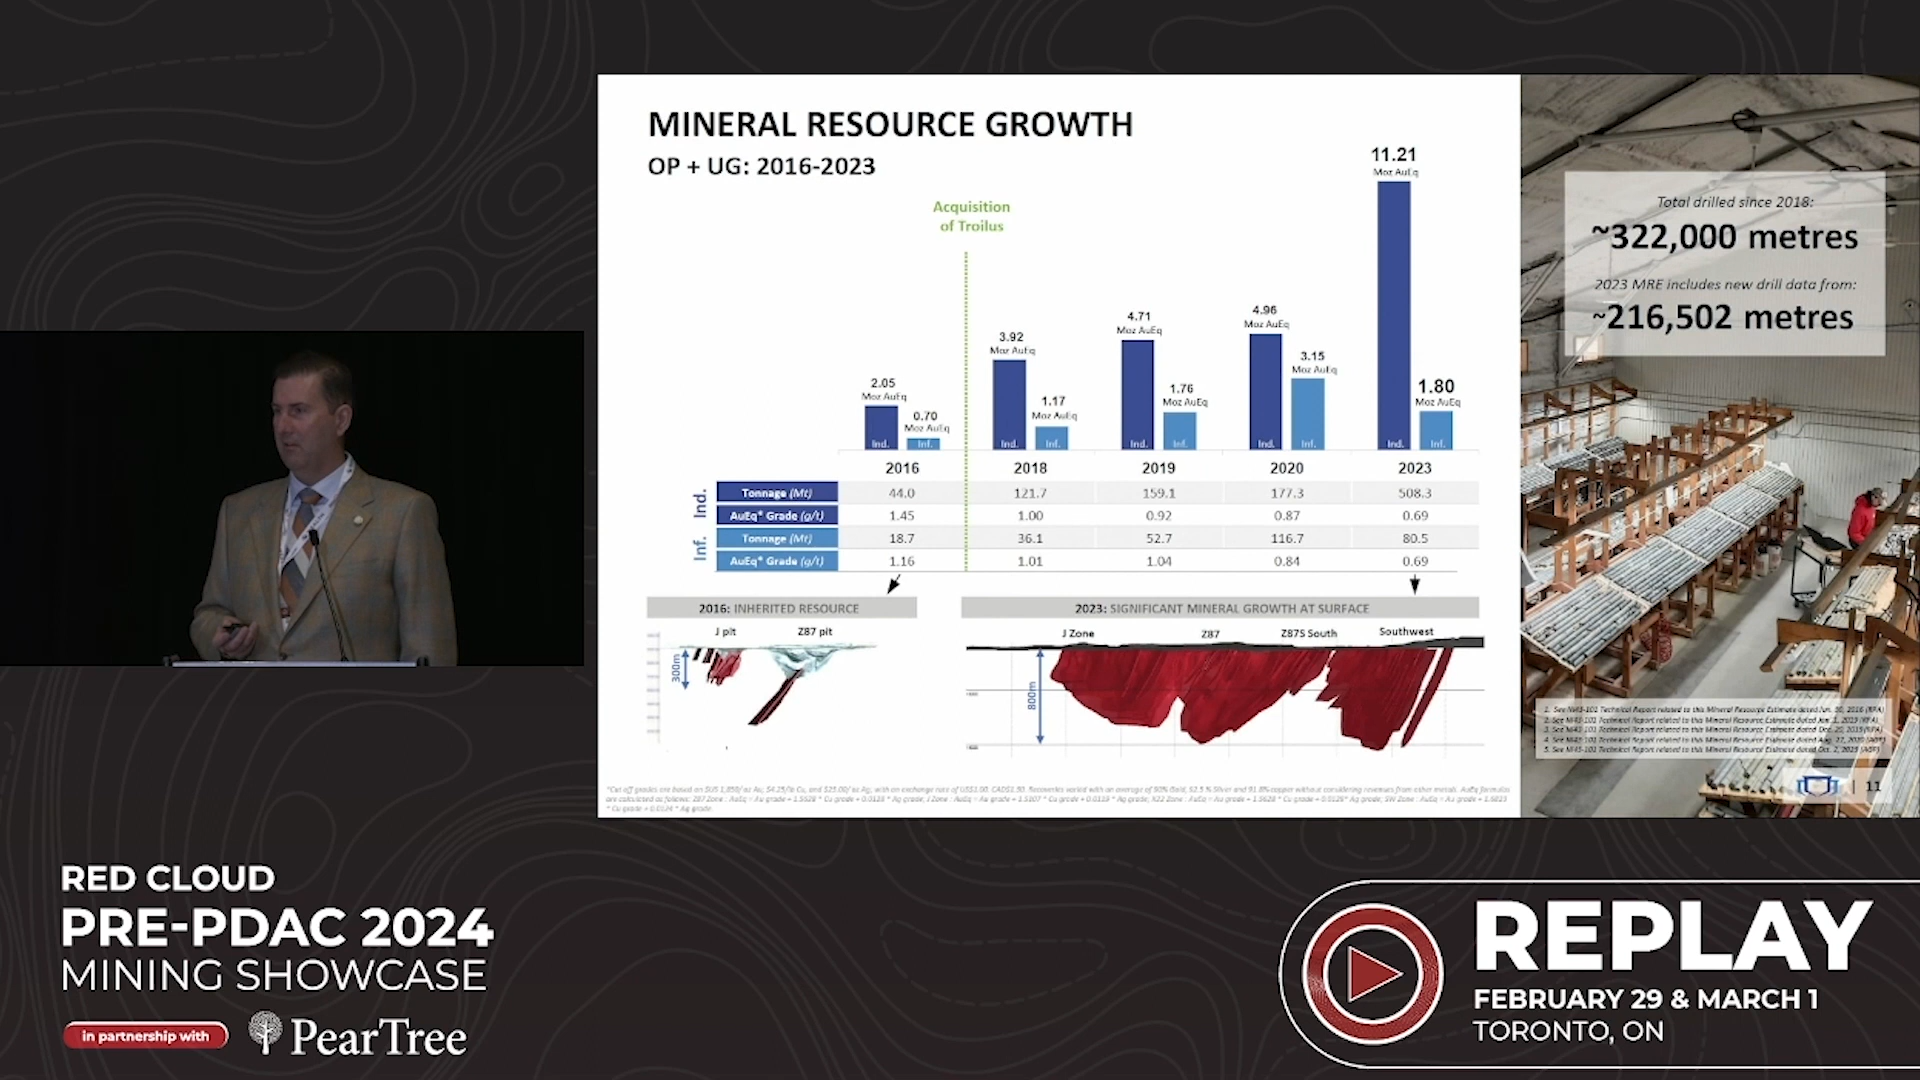 MINERAL RESOURCE GROWTH
OP + UG: 2016-2023
Acquisition
of Troilus
2.05
Moz AuEq
0.70
Moz AuEq
3.92
Moz AuEq
1.17
Moz AuEq
4.71
Moz AuEq
1.76
Moz AuEq
4.96
Moz AuEq
3.15
Moz AuEq
11.21
Moz AuEq
1.80
Moz AuEq
Ind. Inf. Ind. Inf. Ind. Inf. Ind. Inf. Ind. Inf.
2016 2018 2019 2020 2023
Ind.
Tonnage (Mt) 44.0 121.7 159.1 177.3 508.3
AuEq* Grade (g/t) 1.45 1.00 0.92 0.87 0.69
Inf.
Tonnage (Mt) 18.7 36.1 52.7 116.7 80.5
AuEq* Grade (g/t) 1.16 1.01 1.04 0.84 0.69
2016: INHERITED RESOURCE
J pit Z87 pit
300m
2023: SIGNIFICANT MINERAL GROWTH AT SURFACE
J Zone Z87 Z87S South Southwest
800m
Total drilled since 2018:
~322,000 metres
2023 MRE includes new drill data from:
~216,502 metres
11
RED CLOUD
PRE-PDAC 2024
MINING SHOWCASE
in partnership with
PearTree
REPLAY
FEBRUARY 29 & MARCH 1
TORONTO, ON